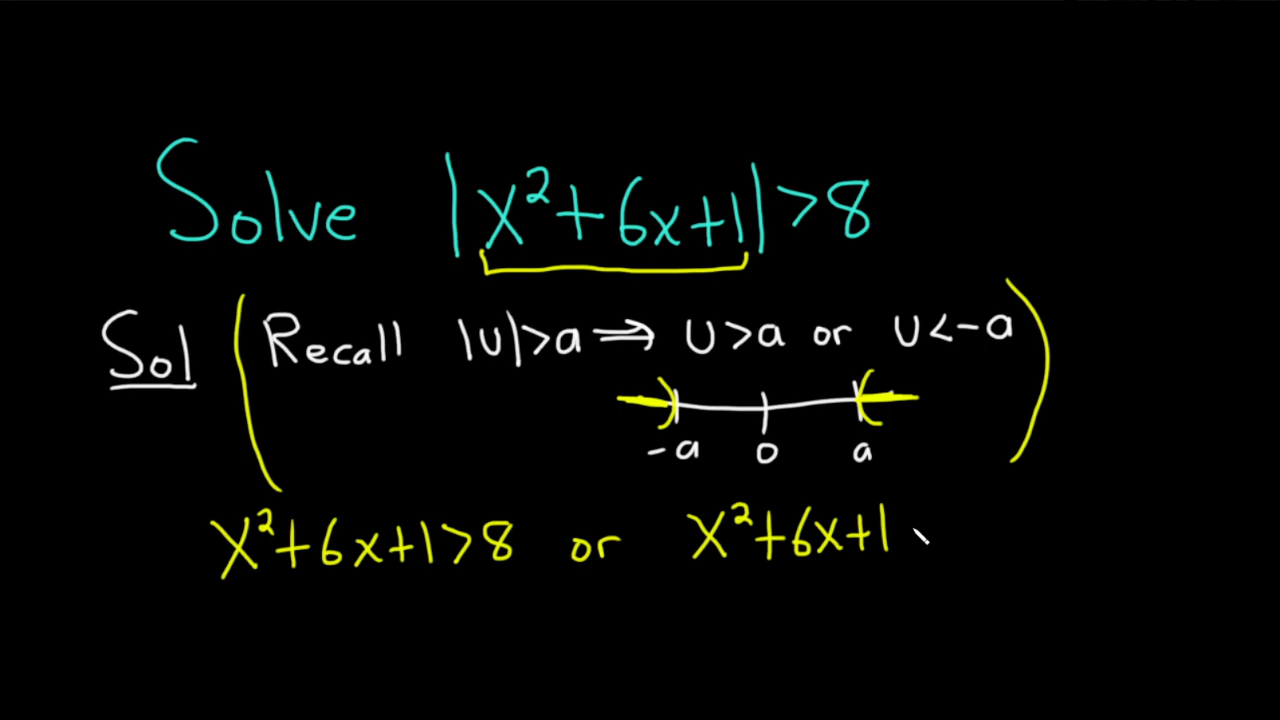 Solve |x²+6x+1|>8
Sol (Recall |u|>a ⟹ u>a or u<-a)
-a 0 a
x²+6x+1>8 or x²+6x+1